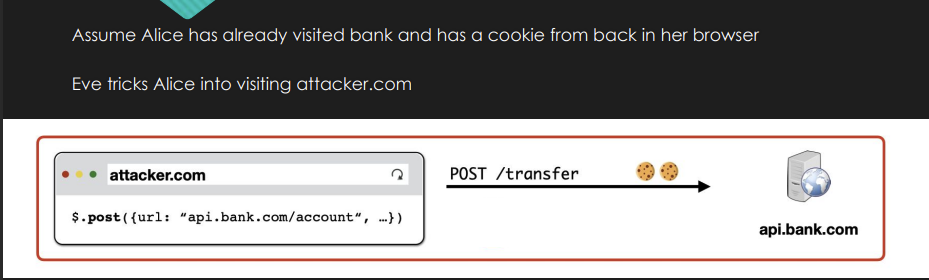 Assume Alice has already visited bank and has a cookie from back in her browser
Eve tricks Alice into visiting attacker.com
attacker.com
$.post({url: “api.bank.com/account“, …})
POST /transfer
api.bank.com